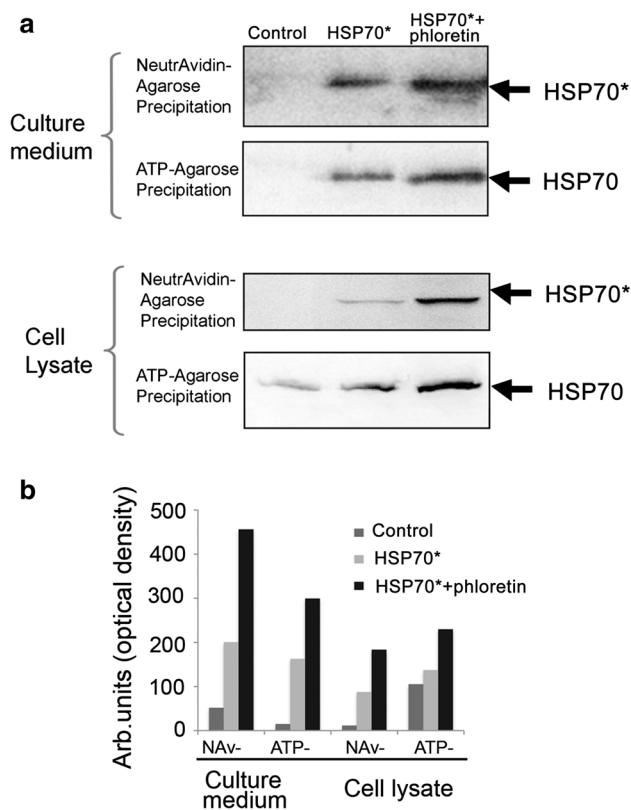 a
Control HSP70* HSP70*+
phloretin
Culture
medium
NeutrAvidin-
Agarose
Precipitation
HSP70*
ATP-Agarose
Precipitation
HSP70
Cell
Lysate
NeutrAvidin-
Agarose
Precipitation
HSP70*
ATP-Agarose
Precipitation
HSP70
b
Arb.units (optical density)
500
400
300
200
100
0
Control
HSP70*
HSP70*+phloretin
NAv- ATP- NAv- ATP-
Culture
medium
Cell lysate